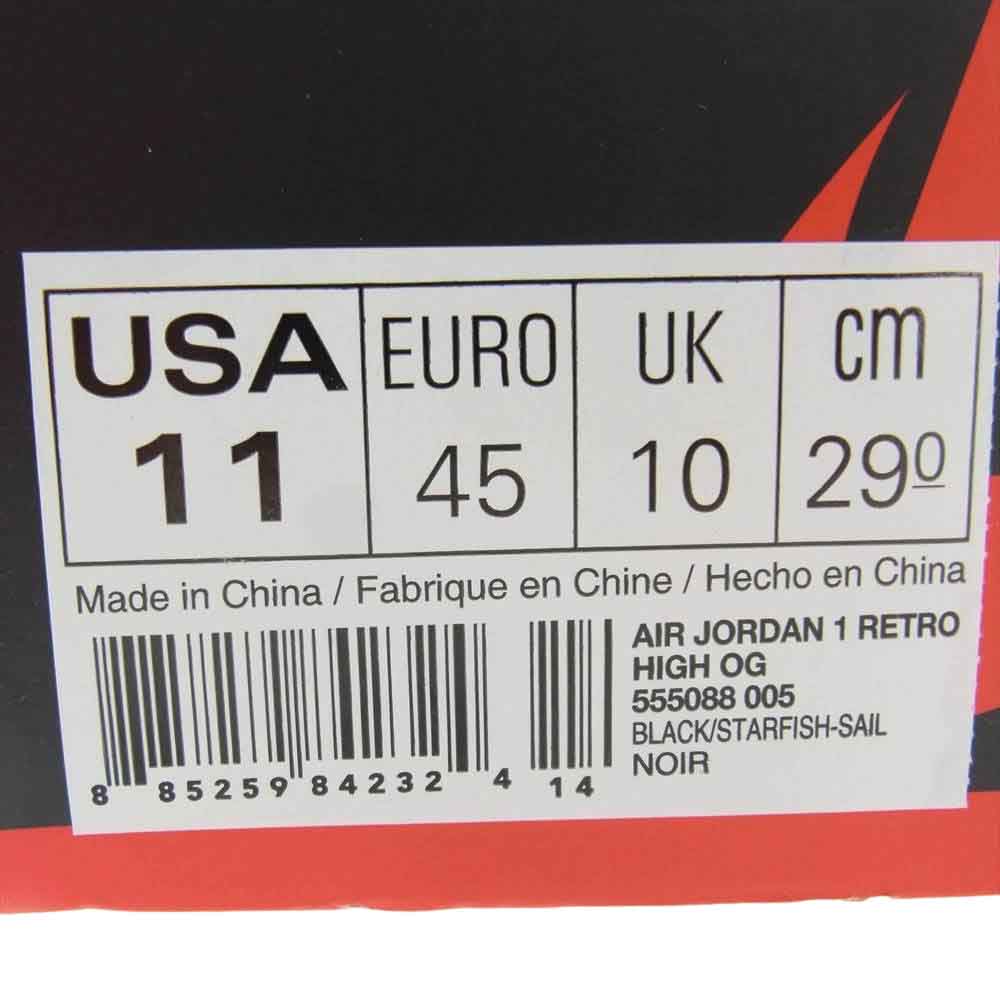 USA EURO UK cm
11 45 10 29 0
Made in China / Fabrique en Chine / Hecho en China
AIR JORDAN 1 RETRO
HIGH OG
555088 005
BLACK/STARFISH-SAIL
NOIR
8 85259 84232 4 14